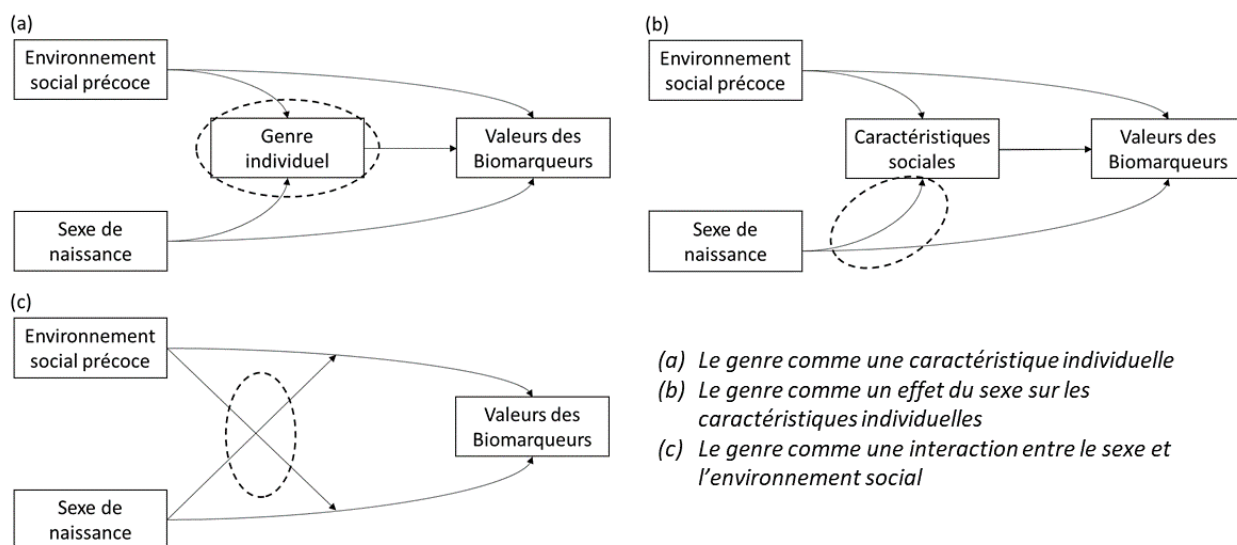 (a)
Environnement
social précoce
Genre
individuel
Valeurs des
Biomarqueurs
Sexe de
naissance
(b)
Environnement
social précoce
Caractéristiques
sociales
Valeurs des
Biomarqueurs
Sexe de
naissance
(c)
Environnement
social précoce
Valeurs des
Biomarqueurs
Sexe de
naissance
(a) Le genre comme une caractéristique individuelle
(b) Le genre comme un effet du sexe sur les
caractéristiques individuelles
(c) Le genre comme une interaction entre le sexe et
l’environnement social